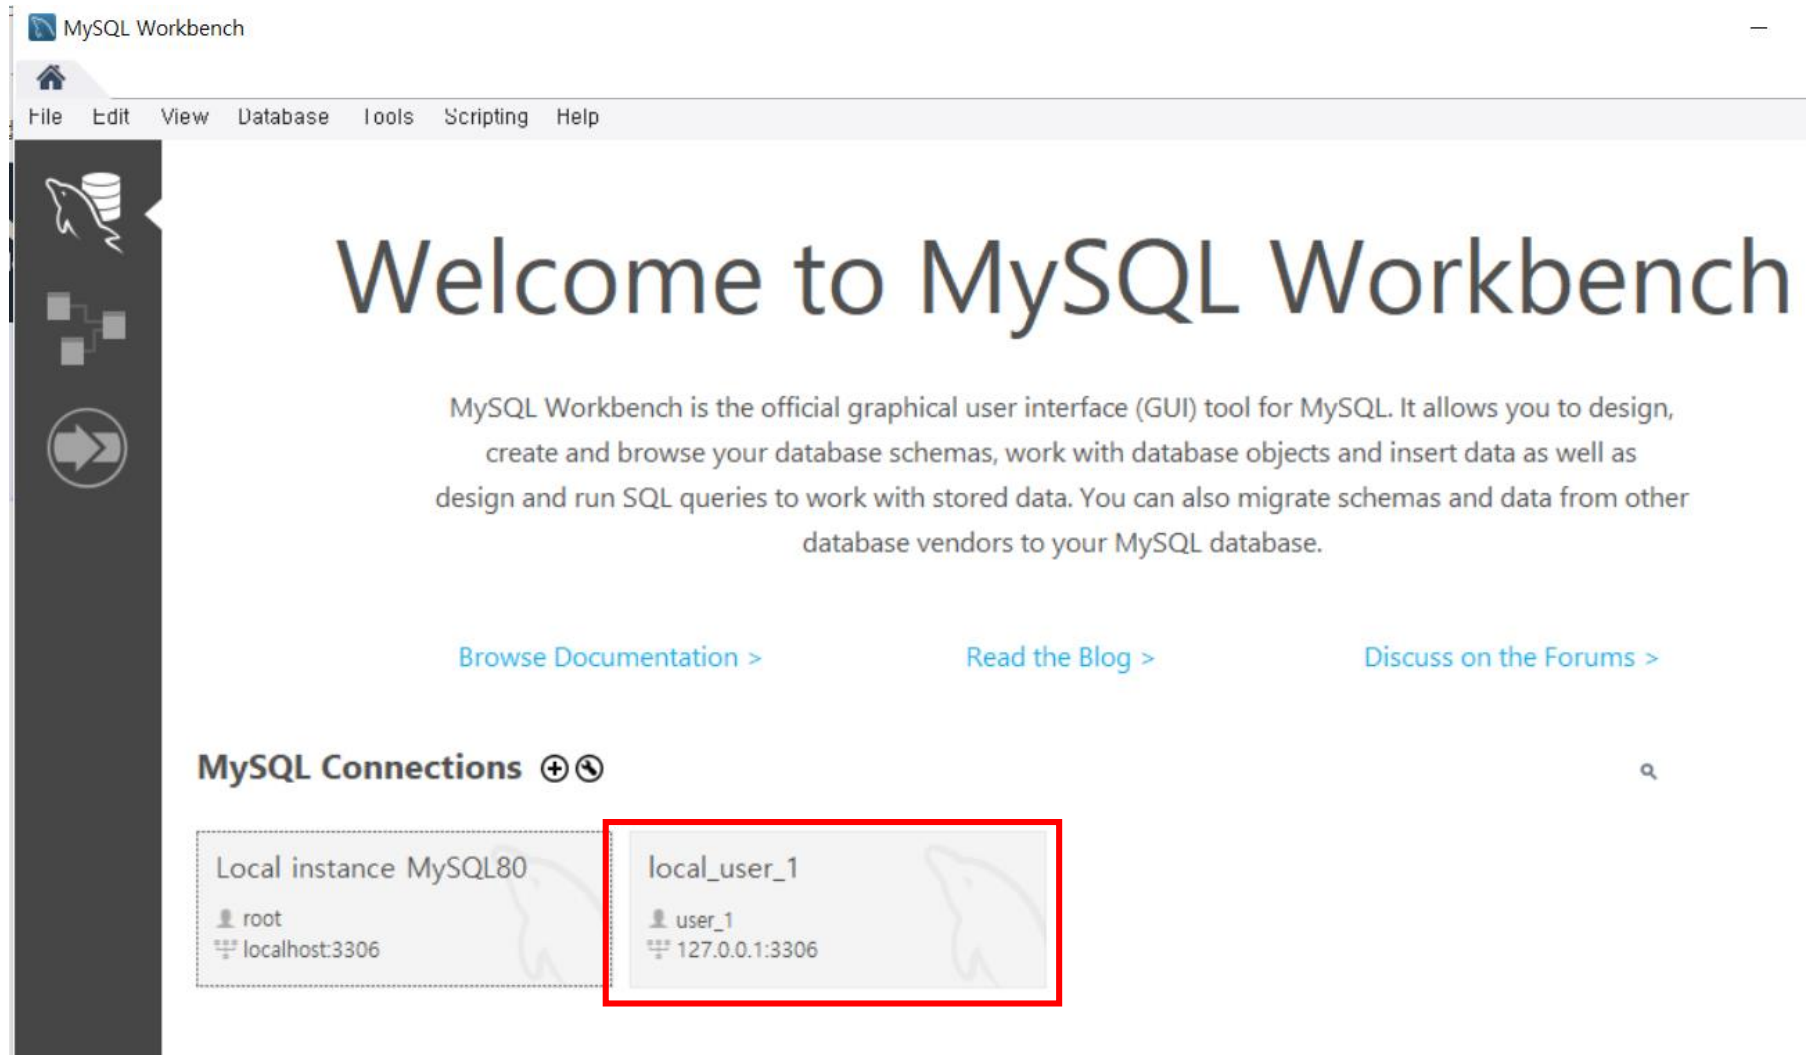 MySQL Workbench
File Edit View Database Tools Scripting Help
Welcome to MySQL Workbench
MySQL Workbench is the official graphical user interface (GUI) tool for MySQL. It allows you to design,
create and browse your database schemas, work with database objects and insert data as well as
design and run SQL queries to work with stored data. You can also migrate schemas and data from other
database vendors to your MySQL database.
Browse Documentation > Read the Blog > Discuss on the Forums >
MySQL Connections
Local instance MySQL80
root
localhost:3306
local_user_1
user_1
127.0.0.1:3306